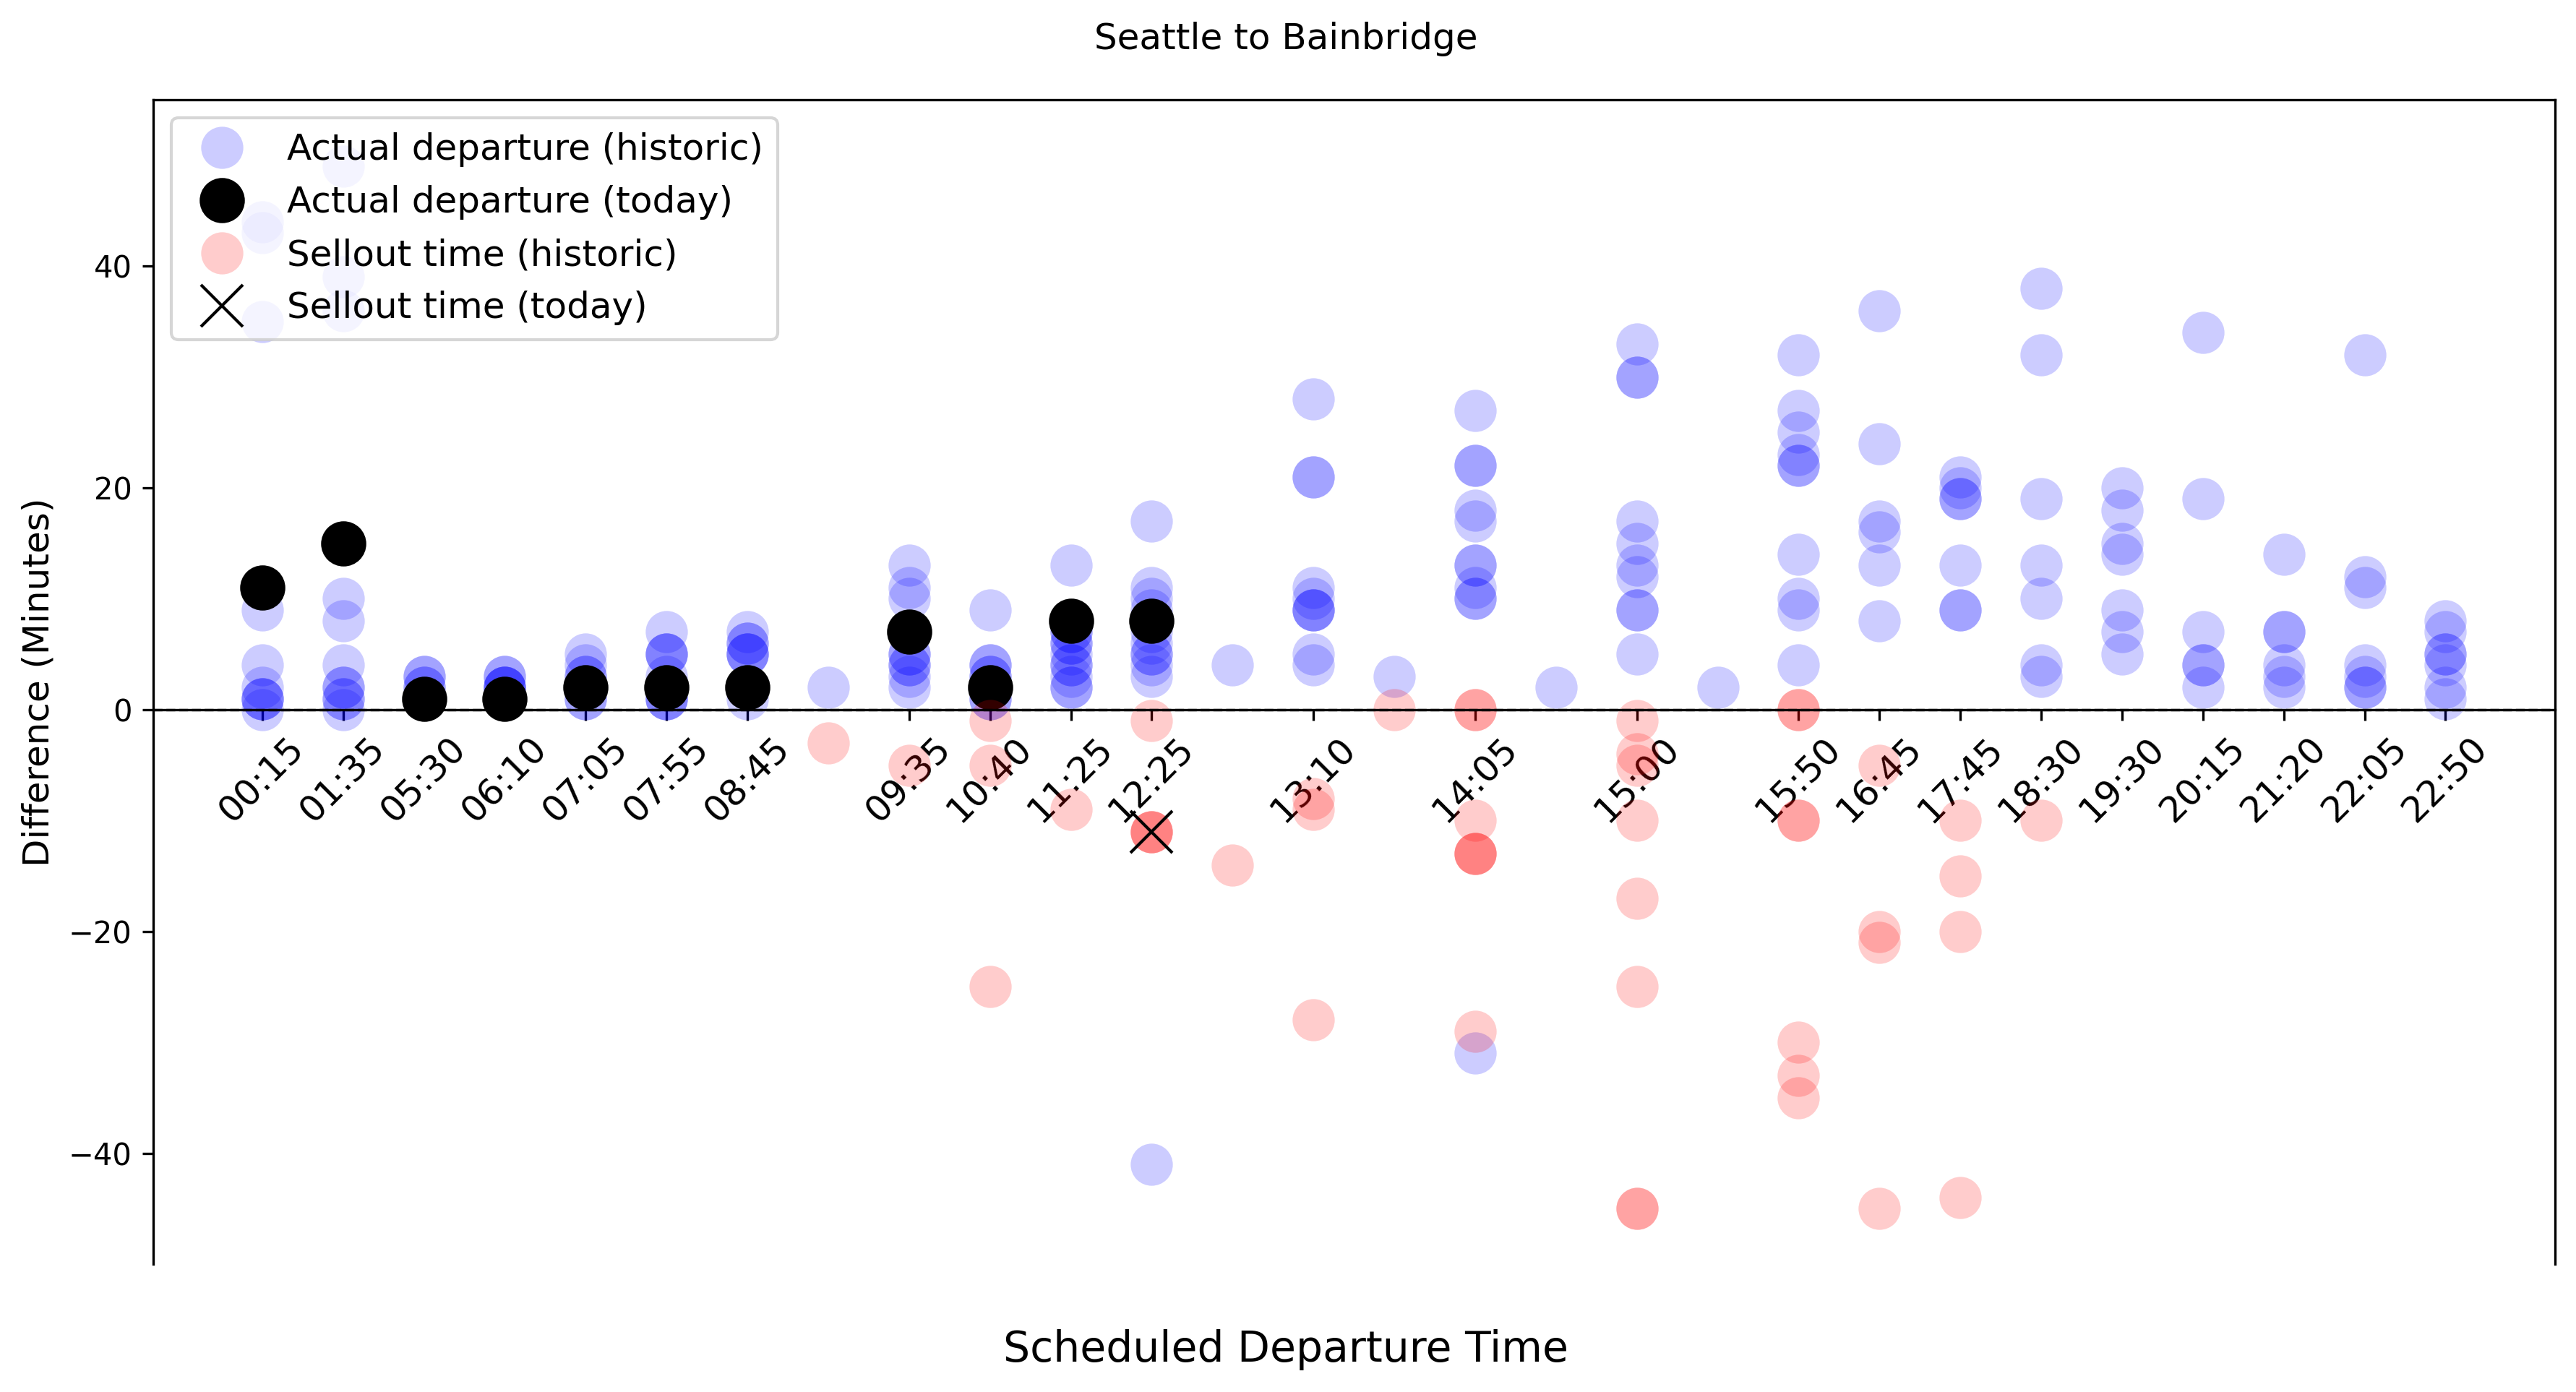 Seattle to Bainbridge
Actual departure (historic)
Actual departure (today)
Sellout time (historic)
Sellout time (today)
40
20
0
−20
−40
Difference (Minutes)
00:15 01:35 05:30 06:10 07:05 07:55 08:45 09:35 10:40 11:25 12:25 13:10 14:05 15:00 15:50 16:45 17:45 18:30 19:30 20:15 21:20 22:05 22:50
Scheduled Departure Time